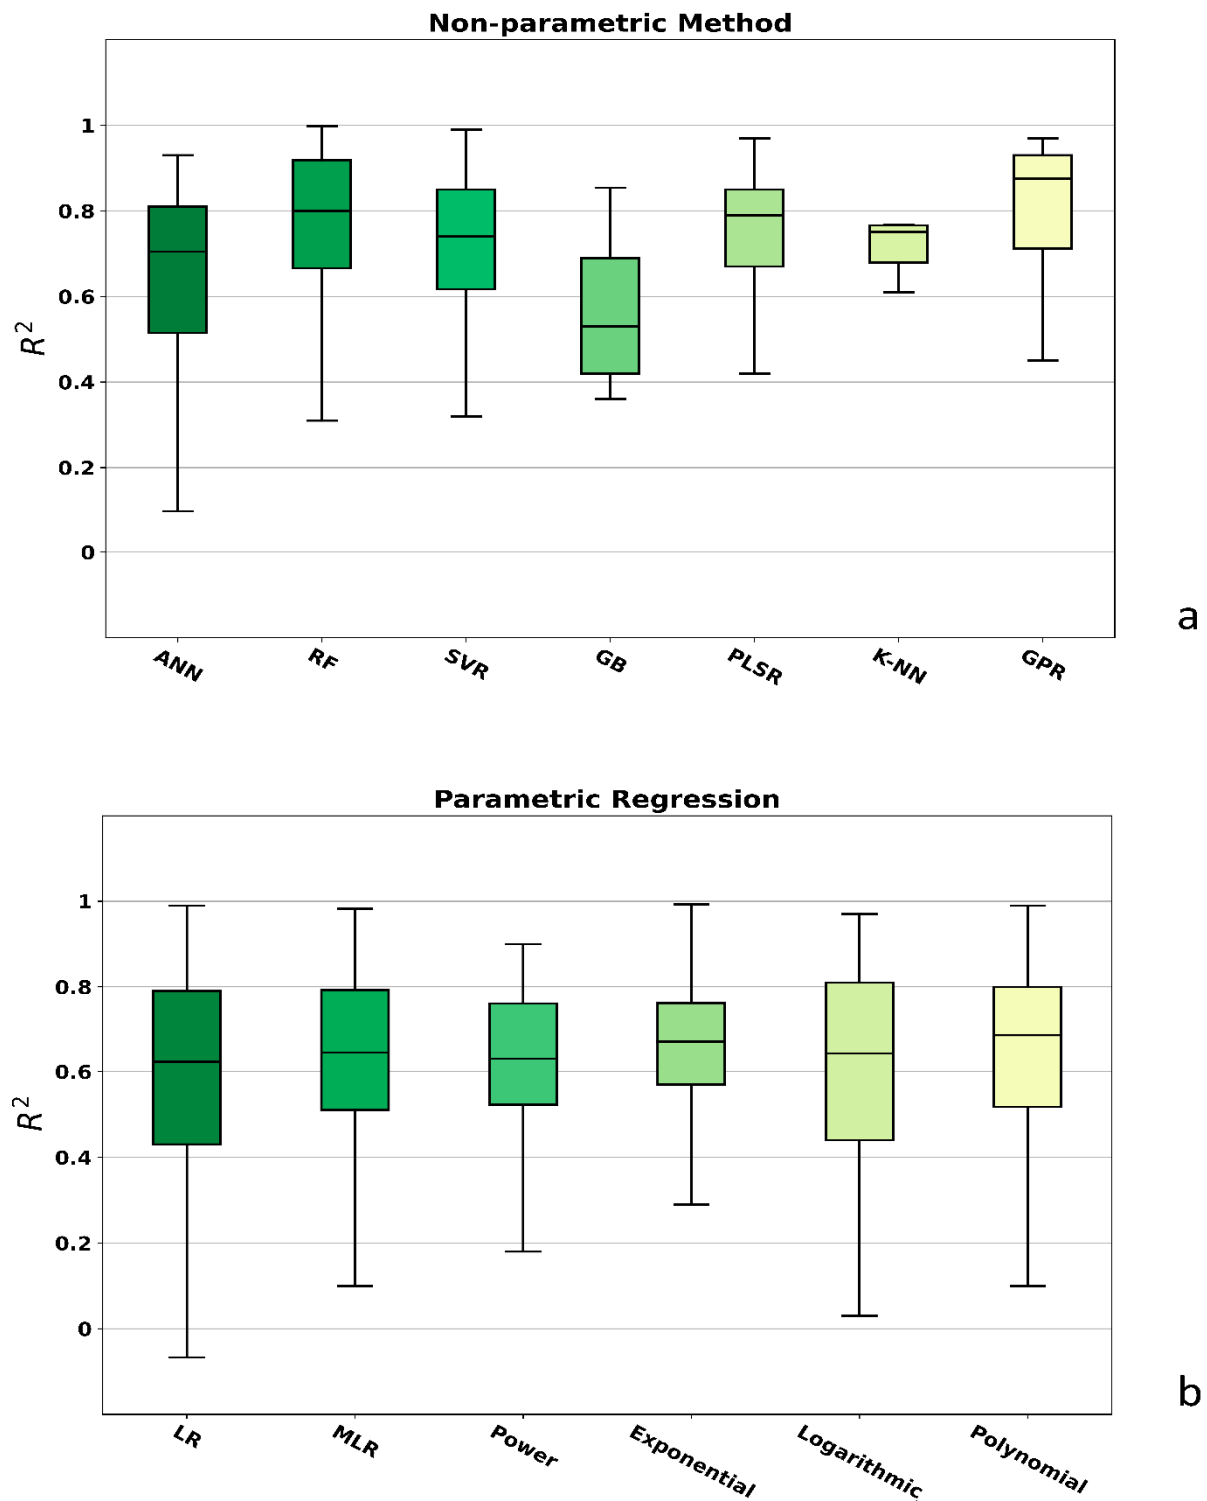 Non-parametric Method
1
0.8
0.6
0.4
0.2
0
R²
ANN RF SVR GB PLSR K-NN GPR
a
Parametric Regression
1
0.8
0.6
0.4
0.2
0
R²
LR MLR Power Exponential Logarithmic Polynomial
b